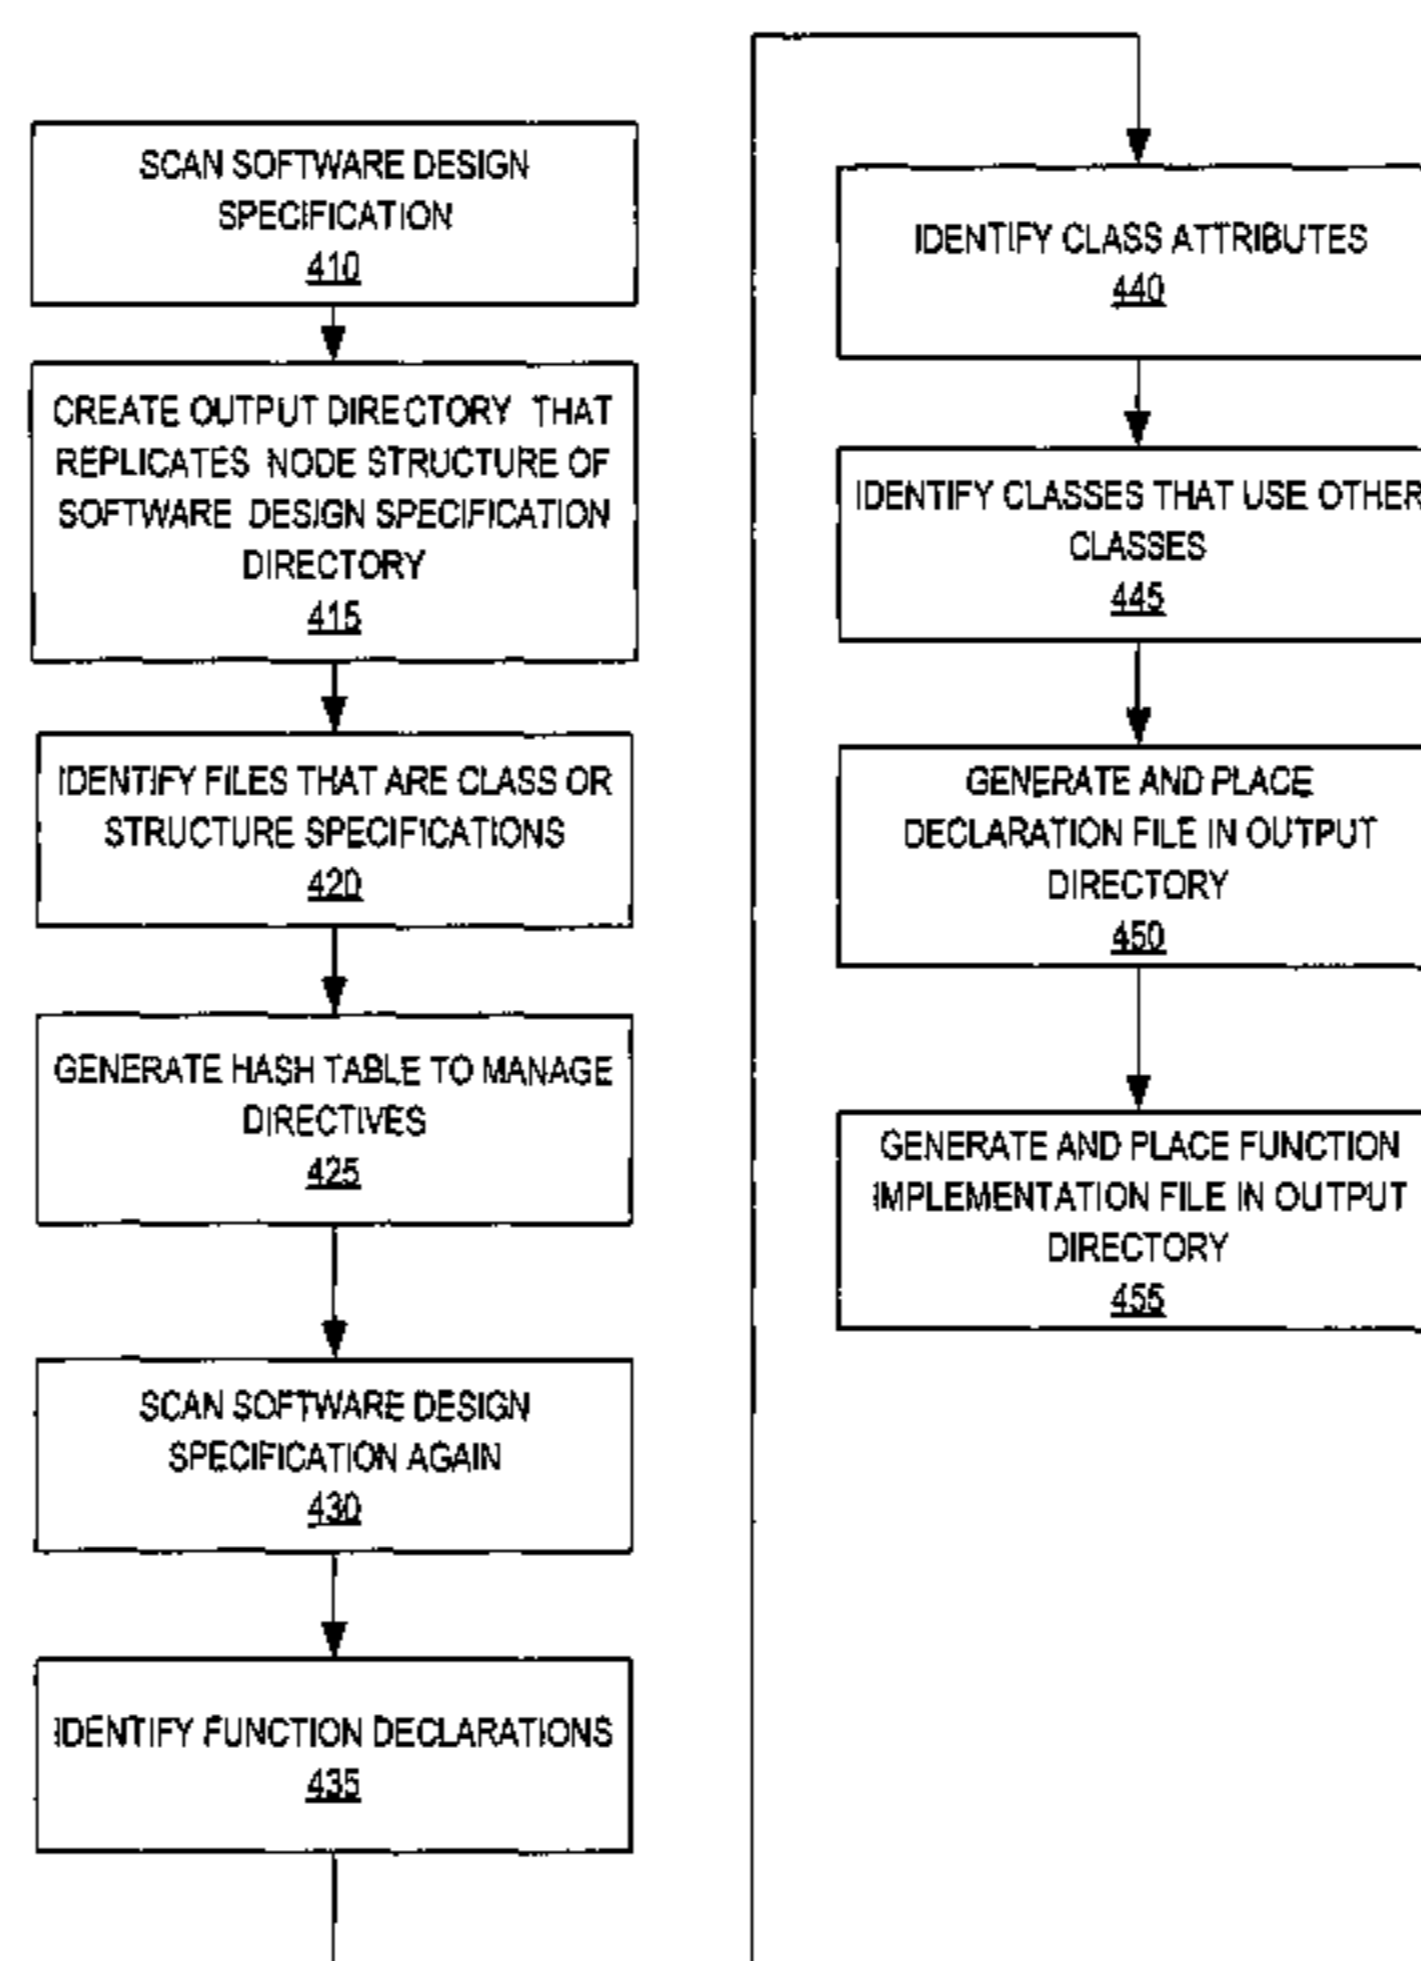 SCAN SOFTWARE DESIGN
SPECIFICATION
410
CREATE OUTPUT DIRECTORY THAT
REPLICATES NODE STRUCTURE OF
SOFTWARE DESIGN SPECIFICATION
DIRECTORY
415
IDENTIFY FILES THAT ARE CLASS OR
STRUCTURE SPECIFICATIONS
420
GENERATE HASH TABLE TO MANAGE
DIRECTIVES
425
SCAN SOFTWARE DESIGN
SPECIFICATION AGAIN
430
IDENTIFY FUNCTION DECLARATIONS
435
IDENTIFY CLASS ATTRIBUTES
440
IDENTIFY CLASSES THAT USE OTHER
CLASSES
445
GENERATE AND PLACE
DECLARATION FILE IN OUTPUT
DIRECTORY
450
GENERATE AND PLACE FUNCTION
IMPLEMENTATION FILE IN OUTPUT
DIRECTORY
455